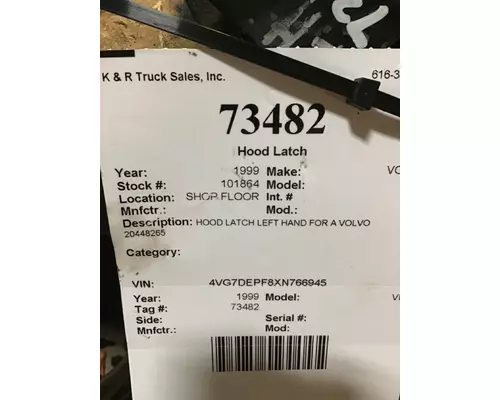 K & R Truck Sales, Inc. 616-3
73482
Hood Latch
Year: 1999 Make: VO
Stock #: 101864 Model:
Location: SHOP FLOOR Int. #
Mnfctr.: Mod.:
Description: HOOD LATCH LEFT HAND FOR A VOLVO
20448265
Category:
VIN: 4VG7DEPF8XN766945
Year: 1999 Model:
Tag #: 73482
Side: Serial #:
Mnfctr.: Mod: